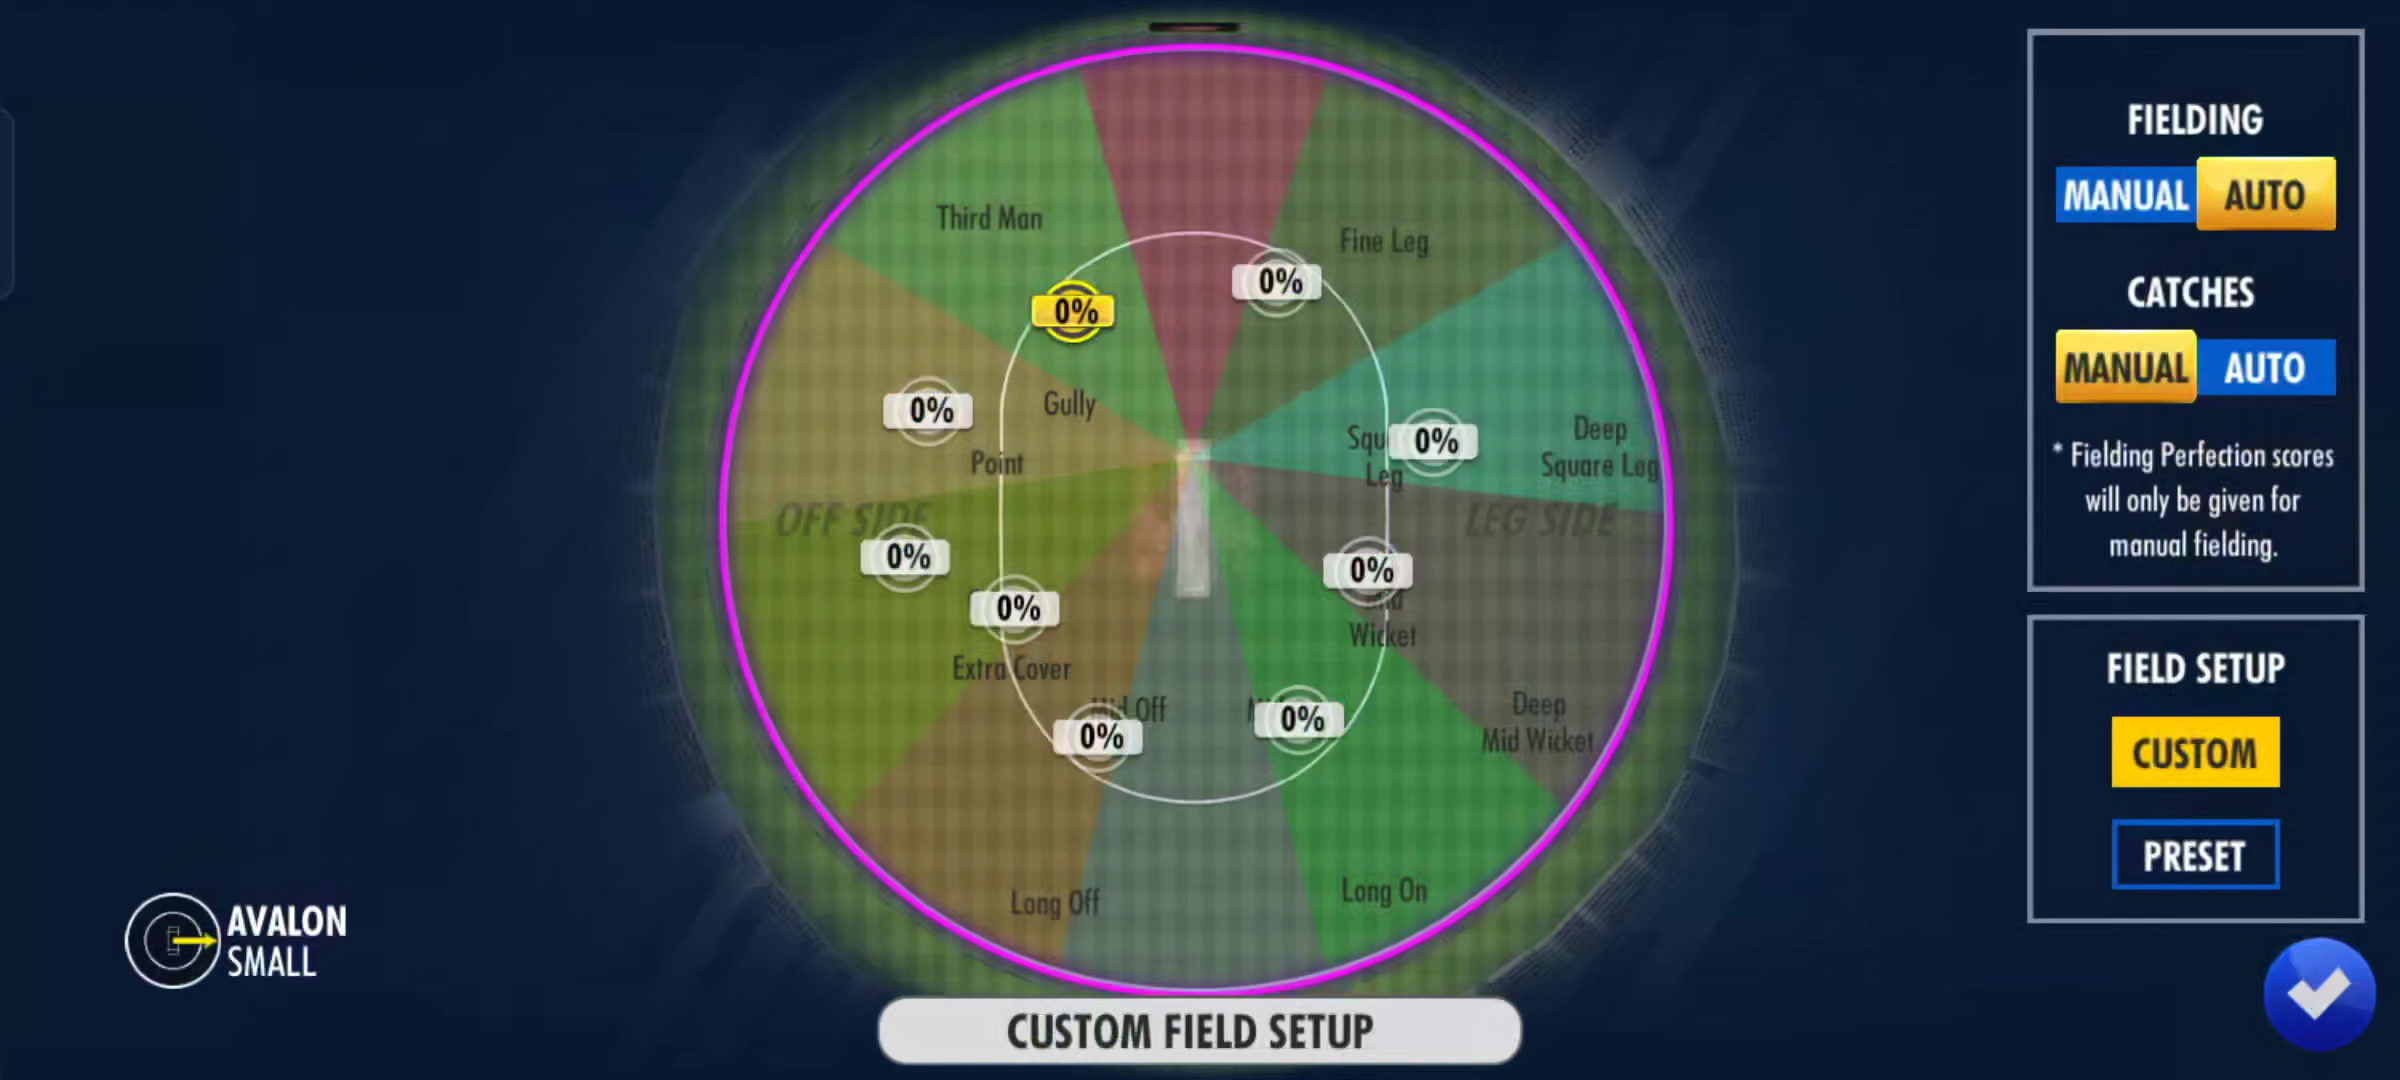 FIELDING
MANUAL AUTO
CATCHES
MANUAL AUTO
* Fielding Perfection scores
will only be given for
manual fielding.
FIELD SETUP
CUSTOM
PRESET
Third Man
Fine Leg
0%
0%
Gully
0%
Point
Leg
0%
Deep
Square Leg
OFF SIDE
LEG SIDE
0%
0%
0%
Wicket
Extra Cover
Off
0%
0%
Deep
Mid Wicket
Long Off
Long On
AVALON
SMALL
CUSTOM FIELD SETUP